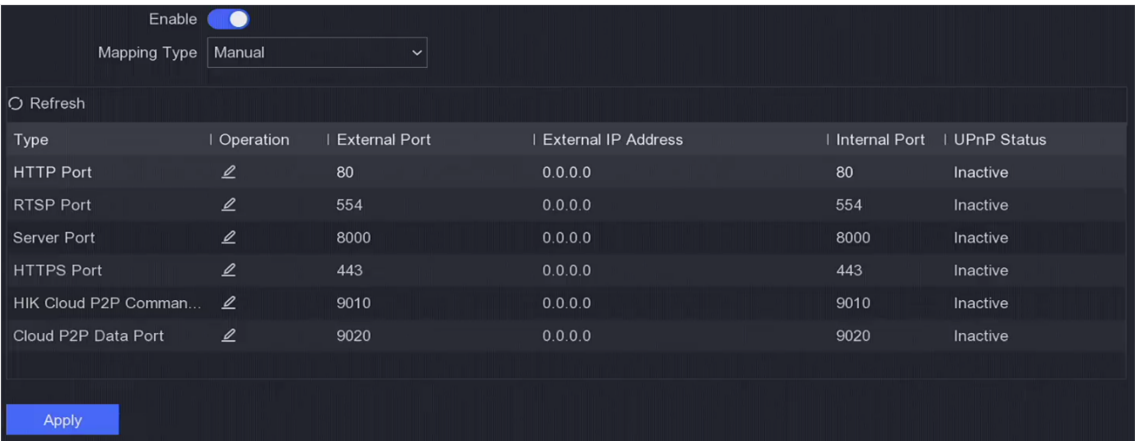 Enable
Mapping Type Manual
Refresh
Type Operation External Port External IP Address Internal Port UPnP Status
HTTP Port 80 0.0.0.0 80 Inactive
RTSP Port 554 0.0.0.0 554 Inactive
Server Port 8000 0.0.0.0 8000 Inactive
HTTPS Port 443 0.0.0.0 443 Inactive
HIK Cloud P2P Comman... 9010 0.0.0.0 9010 Inactive
Cloud P2P Data Port 9020 0.0.0.0 9020 Inactive
Apply